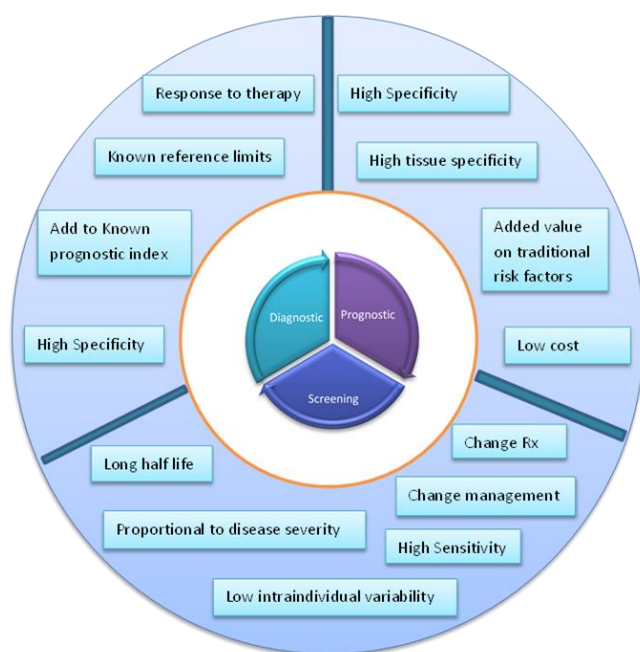 Response to therapy
High Specificity
Known reference limits
High tissue specificity
Add to Known
prognostic index
Added value
on traditional
risk factors
High Specificity
Low cost
Diagnostic
Prognostic
Screening
Change Rx
Long half life
Change management
Proportional to disease severity
High Sensitivity
Low intraindividual variability